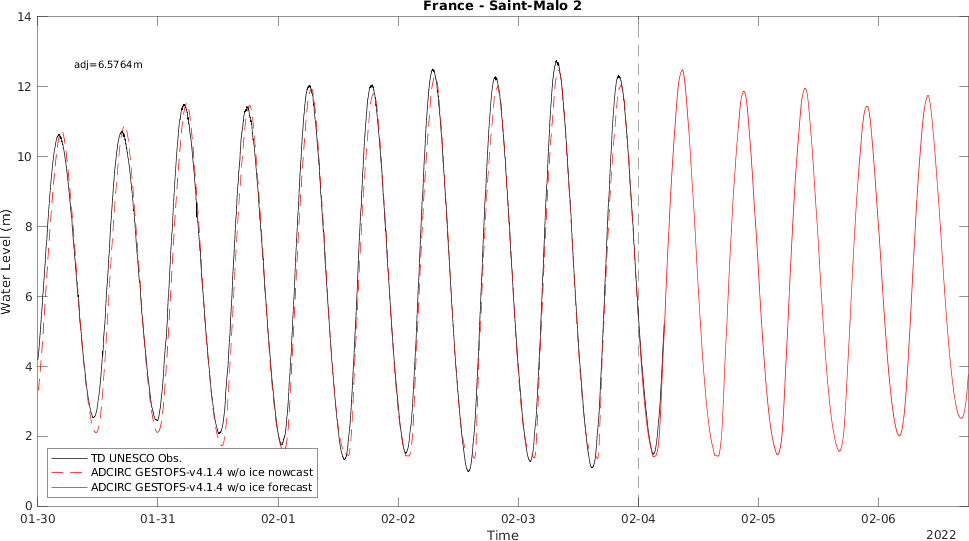 France - Saint-Malo 2
adj=6.5764m
Water Level (m)
14
12
10
8
6
4
2
0
TD UNESCO Obs.
ADCIRC GESTOFS-v4.1.4 w/o ice nowcast
ADCIRC GESTOFS-v4.1.4 w/o ice forecast
01-30 01-31 02-01 02-02 02-03 02-04 02-05 02-06
Time
2022